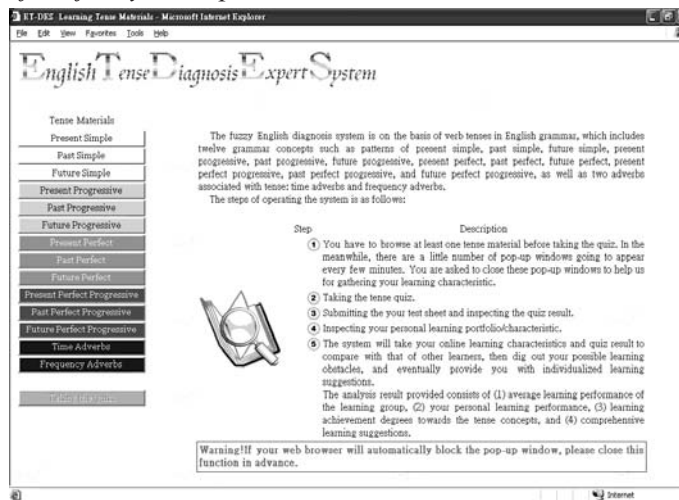 ET-DES Learning Tense Materials - Microsoft Internet Explorer
File Edit View Favorites Tools Help
English Tense Diagnosis Expert System
Tense Materials
Present Simple
Past Simple
Future Simple
Present Progressive
Past Progressive
Future Progressive
Present Perfect
Past Perfect
Future Perfect
Present Perfect Progressive
Past Perfect Progressive
Future Perfect Progressive
Time Adverbs
Frequency Adverbs
The fuzzy English diagnosis system is on the basis of verb tenses in English grammar, which includes
twelve grammar concepts such as patterns of present simple, past simple, future simple, present
progressive, past progressive, future progressive, present perfect, past perfect, future perfect, present
perfect progressive, past perfect progressive, and future perfect progressive, as well as two adverbs
associated with tense: time adverbs and frequency adverbs.
The steps of operating the system is as follows:
Step Description
1 You have to browse at least one tense material before taking the quiz. In the
meanwhile, there are a little number of pop-up windows going to appear
every few minutes. You are asked to close these pop-up windows to help us
for gathering your learning characteristic.
2 Taking the tense quiz.
3 Submitting the your test sheet and inspecting the quiz result.
4 Inspecting your personal learning portfolio/characteristic.
5 The system will take your online learning characteristics and quiz result to
compare with that of other learners, then dig out your possible learning
obstacles, and eventually provide you with individualized learning
suggestions.
The analysis result provided consists of (1) average learning performance of
the learning group, (2) your personal learning performance, (3) learning
achievement degrees towards the tense concepts, and (4) comprehensive
learning suggestions.
Warning!If your web browser will automatically block the pop-up window, please close this
function in advance.
Internet